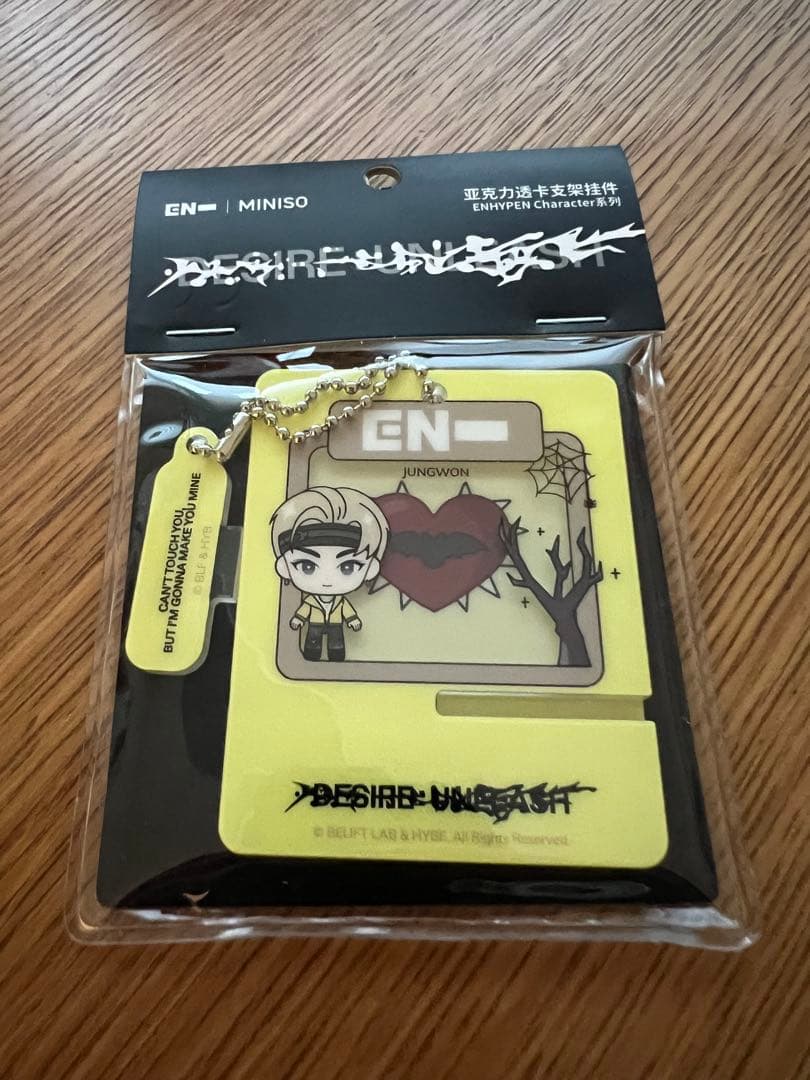 EN- | MINISO
亚克力透卡支架挂件
ENHYPEN Character系列
DESIRE : UNLEASH
EN-
JUNGWON
CAN'T TOUCH YOU,
BUT I'M GONNA MAKE YOU MINE
© BLF & HYB
DESIRE : UNLEASH
© BELIFT LAB & HYBE. All Rights Reserved.